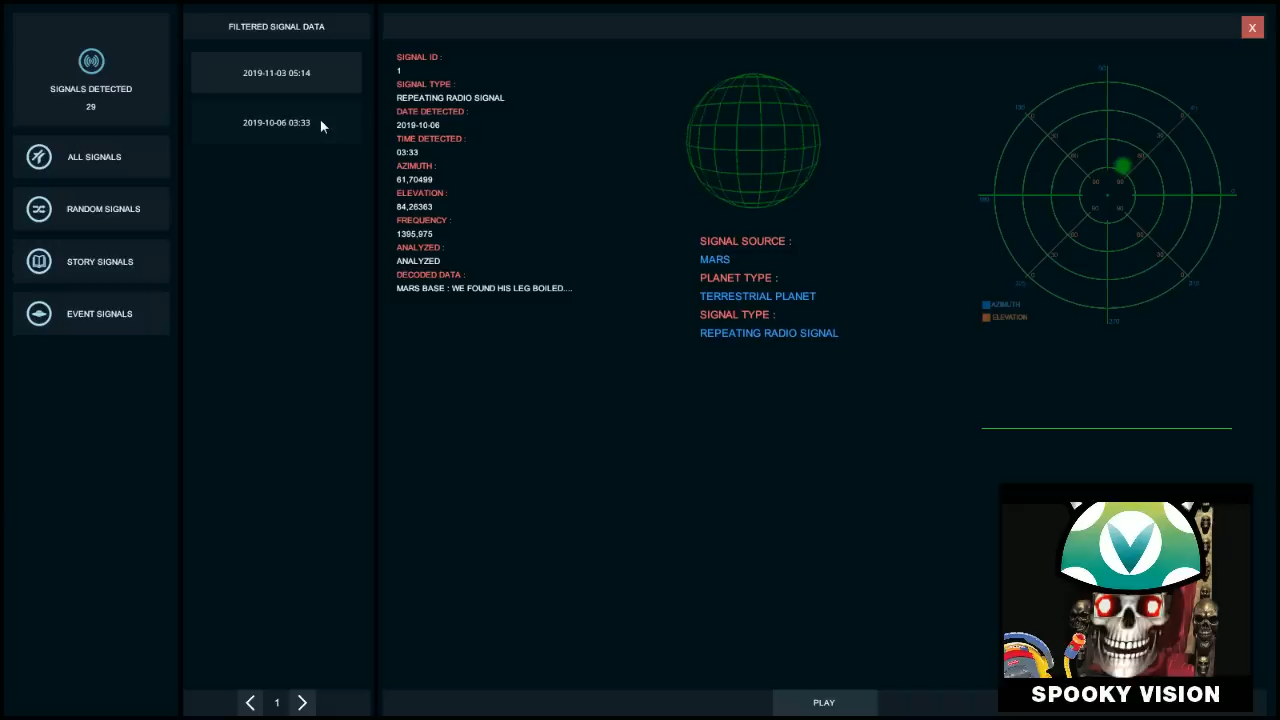 SIGNALS DETECTED
29
ALL SIGNALS
RANDOM SIGNALS
STORY SIGNALS
EVENT SIGNALS
FILTERED SIGNAL DATA
2019-11-03 05:14
2019-10-06 03:33
1
X
SIGNAL ID :
1
SIGNAL TYPE :
REPEATING RADIO SIGNAL
DATE DETECTED :
2019-10-06
TIME DETECTED :
03:33
AZIMUTH :
61,70499
ELEVATION :
84,26363
FREQUENCY :
1395,975
ANALYZED :
ANALYZED
DECODED DATA :
MARS BASE : WE FOUND HIS LEG BOILED....
SIGNAL SOURCE :
MARS
PLANET TYPE :
TERRESTRIAL PLANET
SIGNAL TYPE :
REPEATING RADIO SIGNAL
AZIMUTH
ELEVATION
PLAY
SPOOKY VISION